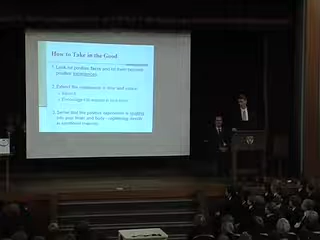 How to Take in the Good
1. Look for positive facts and let them become
positive experiences.
2. Extend the experience in time and space:
3. Sense that the positive experience is soaking
into your brain and body - registering deeply
in emotional memory.